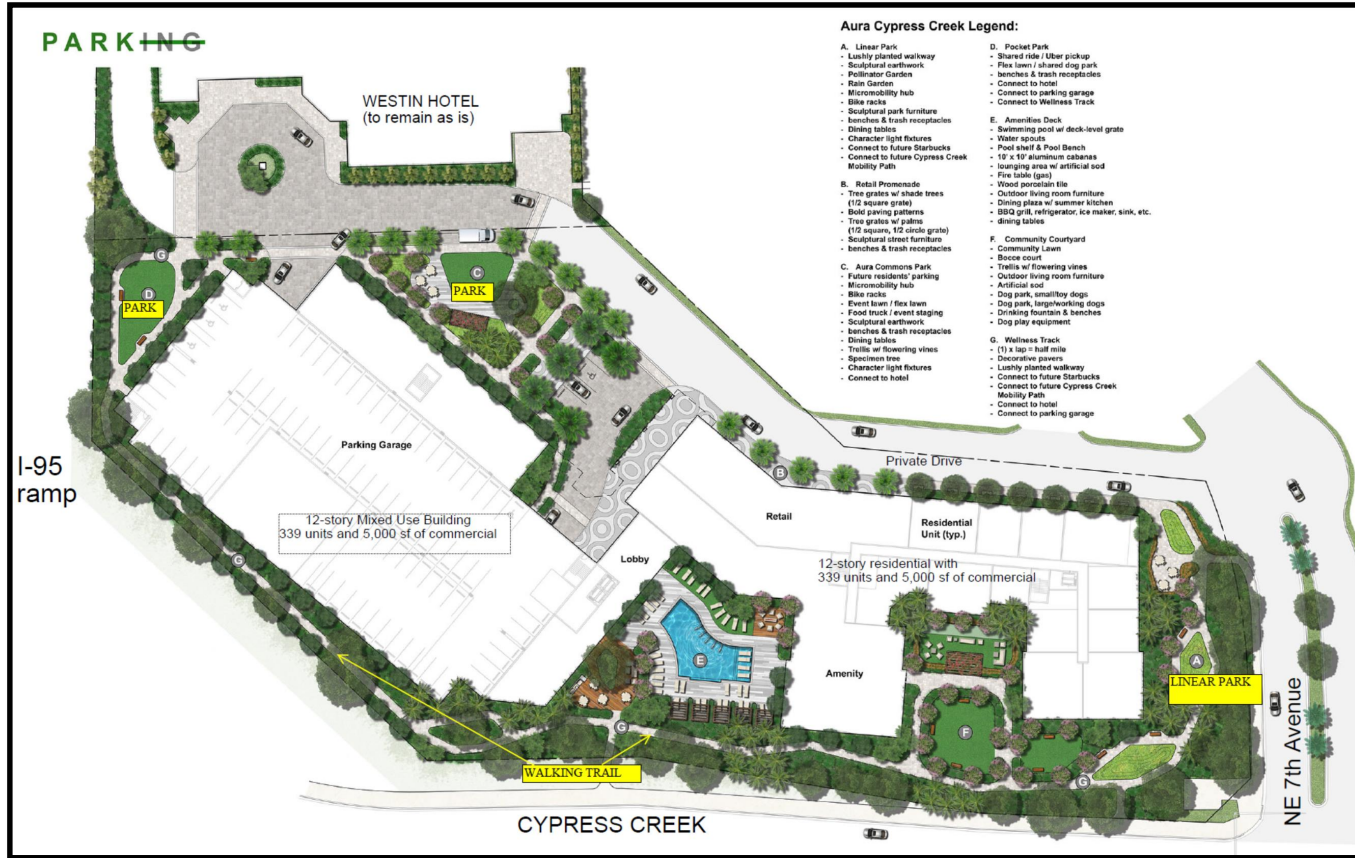 PARKING
WESTIN HOTEL
(to remain as is)
Aura Cypress Creek Legend:
A. Linear Park
- Lushly planted walkway
- Sculptural earthwork
- Pollinator Garden
- Rain Garden
- Micromobility hub
- Bike racks
- Sculptural park furniture
- benches & trash receptacles
- Dining tables
- Character light fixtures
- Connect to future Starbucks
- Connect to future Cypress Creek
Mobility Path
B. Retail Promenade
- Tree grates w/ shade trees
(1/2 square grate)
- Bold paving patterns
- Tree grates w/ palms
(1/2 square, 1/2 circle grate)
- Sculptural street furniture
- benches & trash receptacles
C. Aura Commons Park
- Future residents' parking
- Micromobility hub
- Bike racks
- Event lawn / flex lawn
- Food truck / event staging
- Sculptural earthwork
- benches & trash receptacles
- Dining tables
- Trellis w/ flowering vines
- Specimen tree
- Character light fixtures
- Connect to hotel
D. Pocket Park
- Shared ride / Uber pickup
- Flex lawn / shared dog park
- benches & trash receptacles
- Connect to hotel
- Connect to parking garage
- Connect to Wellness Track
E. Amenities Deck
- Swimming pool w/ deck-level grate
- Water spouts
- Pool shelf & Pool Bench
- 10' x 10' aluminum cabanas
- lounging area w/ artificial sod
- Fire table (gas)
- Wood porcelain tile
- Outdoor living room furniture
- Dining plaza w/ summer kitchen
- BBQ grill, refrigerator, ice maker, sink, etc.
- dining tables
F. Community Courtyard
- Community Lawn
- Bocce court
- Trellis w/ flowering vines
- Outdoor living room furniture
- Artificial sod
- Dog park, small/toy dogs
- Dog park, large/working dogs
- Drinking fountain & benches
- Dog play equipment
G. Wellness Track
- (1) x lap = half mile
- Decorative pavers
- Lushly planted walkway
- Connect to future Starbucks
- Connect to future Cypress Creek
Mobility Path
- Connect to hotel
- Connect to parking garage
G
C
D
PARK
PARK
I-95
ramp
Parking Garage
12-story Mixed Use Building
339 units and 5,000 sf of commercial
G
B
Private Drive
Retail
Residential
Unit (typ.)
Lobby
12-story residential with
339 units and 5,000 sf of commercial
E
Amenity
A
LINEAR PARK
F
G
G
WALKING TRAIL
CYPRESS CREEK
NE 7th Avenue